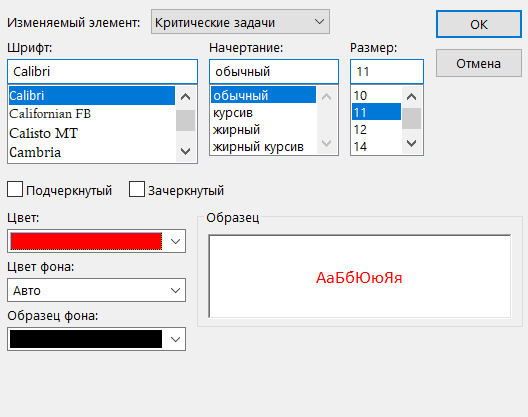 Изменяемый элемент: Критические задачи
ОК
Шрифт: Начертание: Размер:
Отмена
Calibri обычный 11
Calibri обычный 10
Californian FB курсив 11
Calisto MT жирный 12
Cambria жирный курсив 14
Подчеркнутый Зачеркнутый
Цвет:
Образец
Цвет фона:
АаБбЮюЯя
Авто
Образец фона: